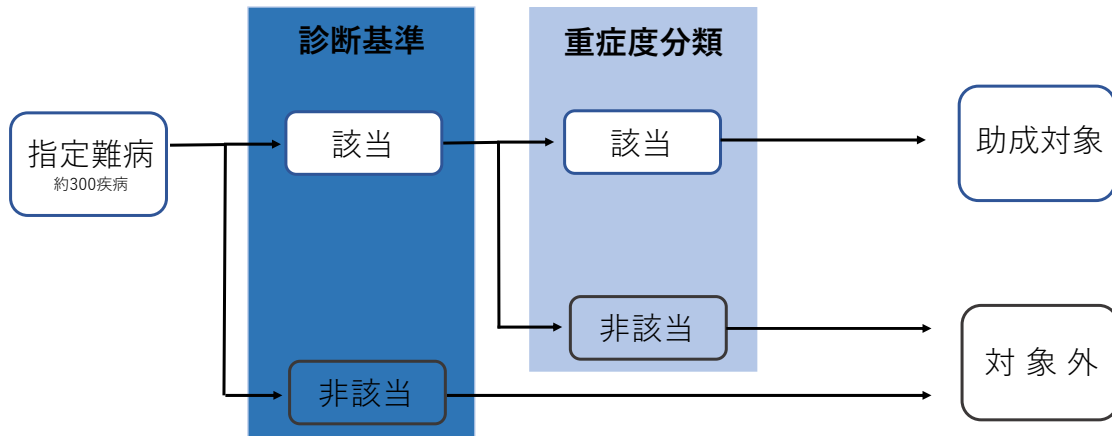 診断基準
重症度分類
指定難病
約300疾病
該当
該当
助成対象
非該当
対象外
非該当